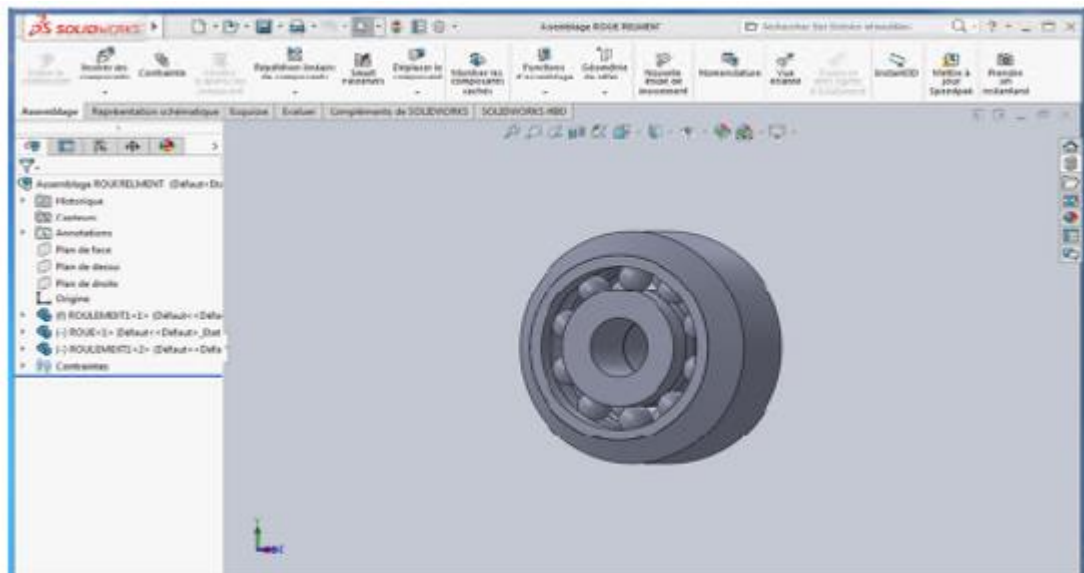 SOLIDWORKS
Assemblage ROUE RELMENT
Insérer des composants
Contrainte
Répétition linéaire de composants
Smart Fasteners
Déplacer le composant
Montrer les composants cachés
Fonctions d'assemblage
Géométrie de référence
Nouvelle étude de mouvement
Nomenclature
Vue éclatée
Instant3D
Mettre à jour Speedpak
Prendre un instantané
Assemblage Représentation schématique Esquisse Evaluer Compléments de SOLIDWORKS SOLIDWORKS MBD
Assemblage ROUE RELMENT (Défaut<
Historique
Capteurs
Annotations
Plan de face
Plan de dessus
Plan de droite
Origine
(f) ROULEMENT1<1> (Défaut<<Défa
(-) ROUE<1> (Défaut<<Défaut>_Etat
(-) ROULEMENT1<2> (Défaut<<Défa
Contraintes